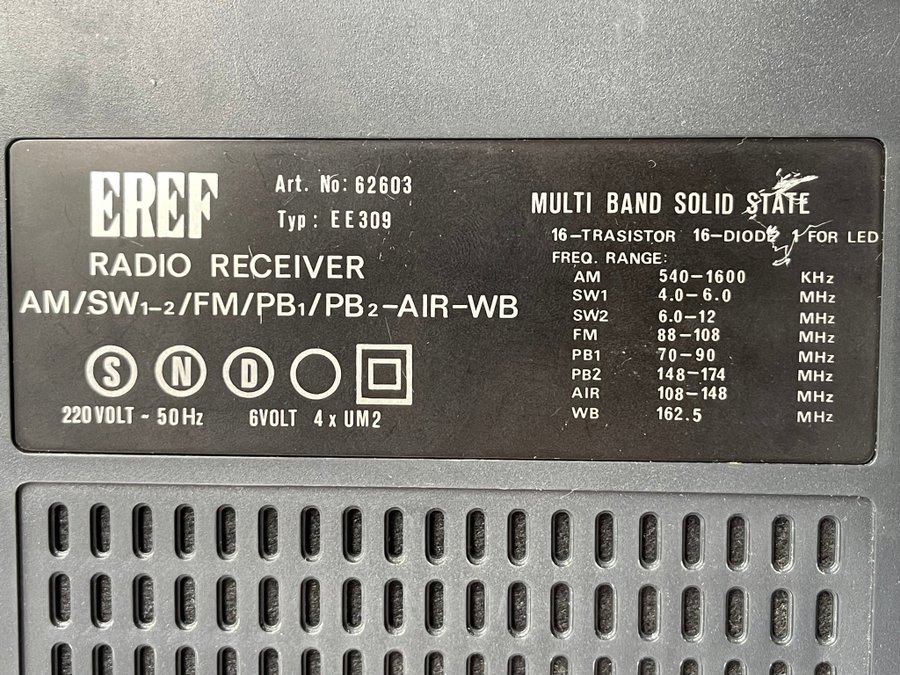 EREF
Art. No: 62603
Typ: EE309
RADIO RECEIVER
AM/SW1-2/FM/PB1/PB2-AIR-WB
S N D
220 VOLT ~ 50 Hz 6VOLT 4 x UM2
MULTI BAND SOLID STATE
16-TRASISTOR 16-DIODE 1 FOR LED
FREQ. RANGE:
AM 540-1600 KHz
SW1 4.0-6.0 MHz
SW2 6.0-12 MHz
FM 88-108 MHz
PB1 70-90 MHz
PB2 148-174 MHz
AIR 108-148 MHz
WB 162.5 MHz